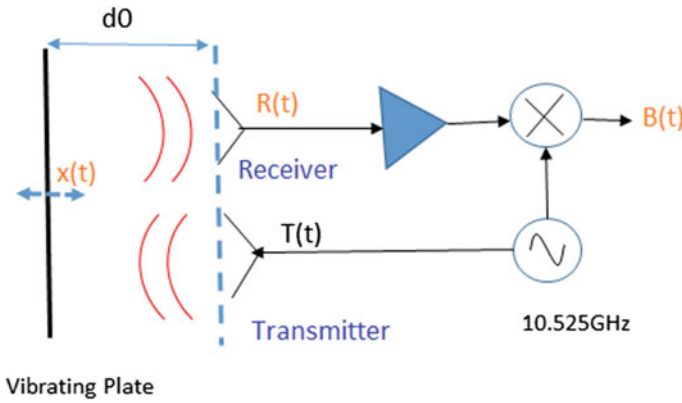 d0
R(t)
B(t)
x(t)
Receiver
T(t)
Transmitter
10.525GHz
Vibrating Plate